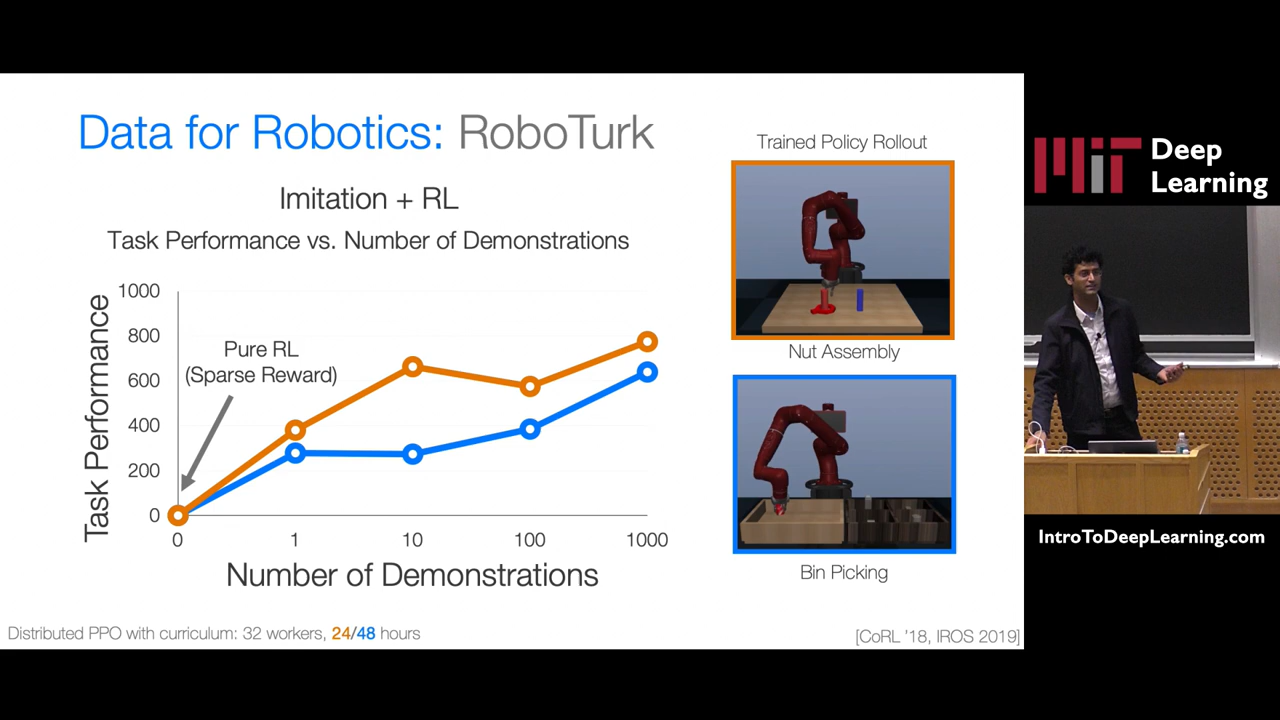 Data for Robotics: RoboTurk
Imitation + RL
Task Performance vs. Number of Demonstrations
Task Performance
1000
800
600
400
200
0
Pure RL
(Sparse Reward)
0
1
10
100
1000
Number of Demonstrations
Trained Policy Rollout
Nut Assembly
Bin Picking
Distributed PPO with curriculum: 32 workers, 24/48 hours
[CoRL '18, IROS 2019]
MIT
Deep
Learning
IntroToDeepLearning.com